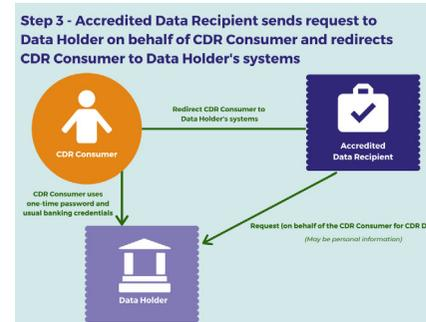 Step 3 - Accredited Data Recipient sends request to
Data Holder on behalf of CDR Consumer and redirects
CDR Consumer to Data Holder's systems
Redirect CDR Consumer to
Data Holder's systems
CDR Consumer
Accredited
Data Recipient
CDR Consumer uses
one-time password and
usual banking credentials
Request (on behalf of the CDR Consumer for CDR D
(May be personal information)
Data Holder